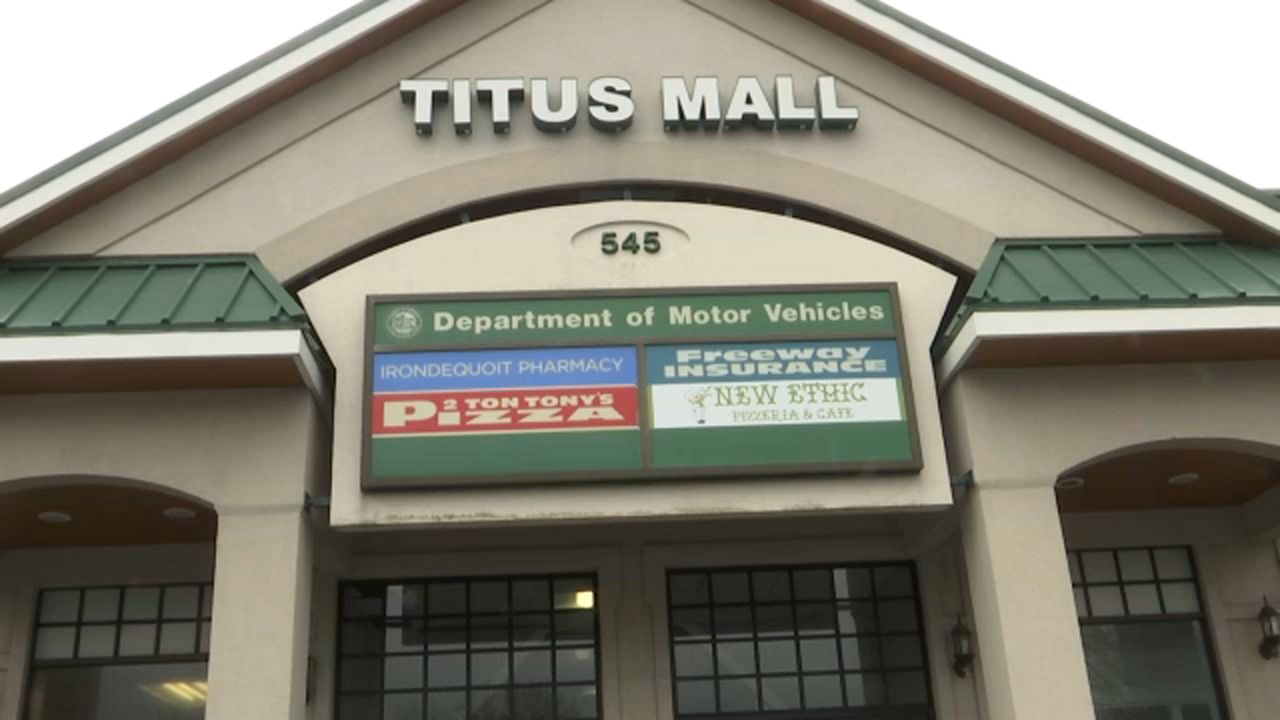 TITUS MALL
545
Department of Motor Vehicles
IRONDEQUOIT PHARMACY
2 TON TONY'S
PIZZA
Freeway
INSURANCE
NEW ETHIC
PIZZERIA & CAFE